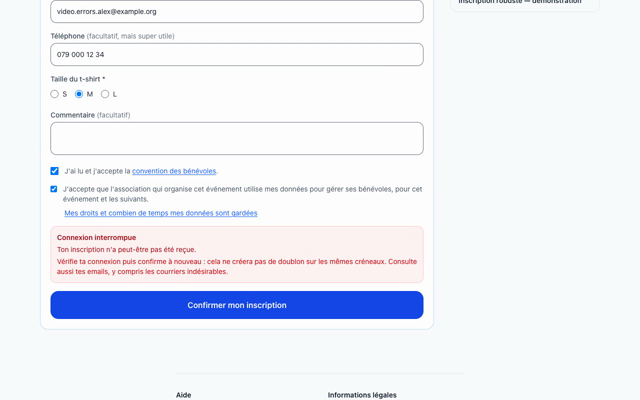 inscription robuste — démonstration
video.errors.alex@example.org
Téléphone (facultatif, mais super utile)
079 000 12 34
Taille du t-shirt *
S M L
Commentaire (facultatif)
J'ai lu et j'accepte la convention des bénévoles.
J'accepte que l'association qui organise cet événement utilise mes données pour gérer ses bénévoles, pour cet
événement et les suivants.
Mes droits et combien de temps mes données sont gardées
Connexion interrompue
Ton inscription n'a peut-être pas été reçue.
Vérifie ta connexion puis confirme à nouveau : cela ne créera pas de doublon sur les mêmes créneaux. Consulte
aussi tes emails, y compris les courriers indésirables.
Confirmer mon inscription
Aide
Informations légales